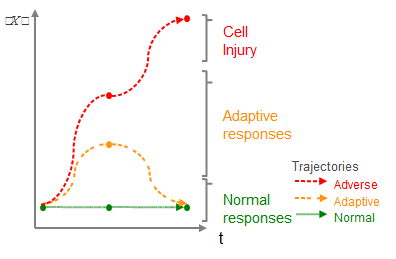 ▯X▯
Cell
Injury
Adaptive
responses
Normal
responses
t
Trajectories
Adverse
Adaptive
Normal